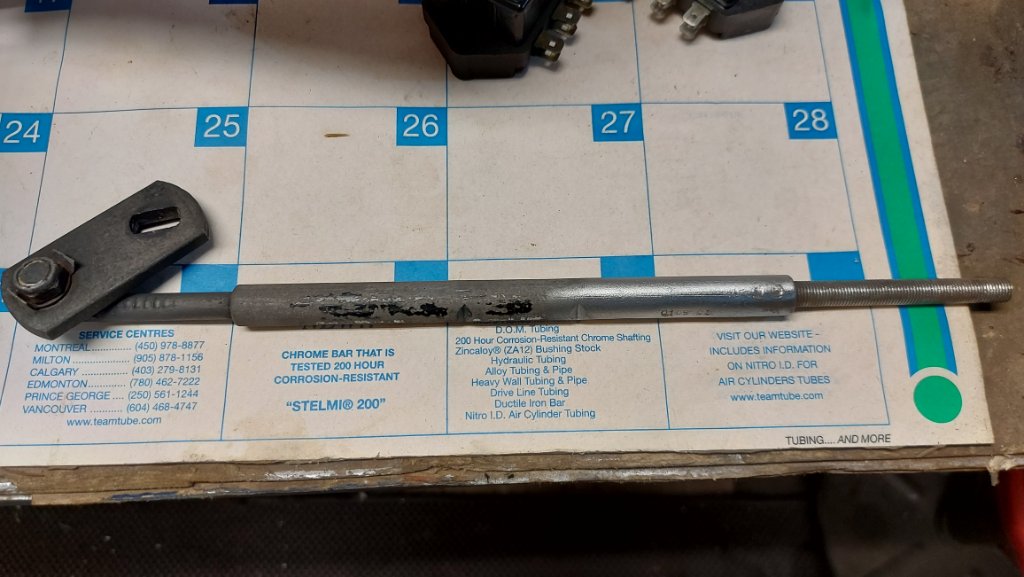 24
25
26
27
28
SERVICE CENTRES
MONTREAL............ (450) 978-8877
MILTON................. (905) 878-1156
CALGARY.............. (403) 279-8131
EDMONTON........... (780) 462-7222
PRINCE GEORGE.... (250) 561-1244
VANCOUVER......... (604) 468-4747
www.teamtube.com
CHROME BAR THAT IS
TESTED 200 HOUR
CORROSION-RESISTANT
"STELMI® 200"
D.O.M. Tubing
200 Hour Corrosion-Resistant Chrome Shafting
Zincaloy® (ZA12) Bushing Stock
Hydraulic Tubing
Alloy Tubing & Pipe
Heavy Wall Tubing & Pipe
Drive Line Tubing
Ductile Iron Bar
Nitro I.D. Air Cylinder Tubing
VISIT OUR WEBSITE -
INCLUDES INFORMATION
ON NITRO I.D. FOR
AIR CYLINDERS TUBES
www.teamtube.com
TUBING.... AND MORE